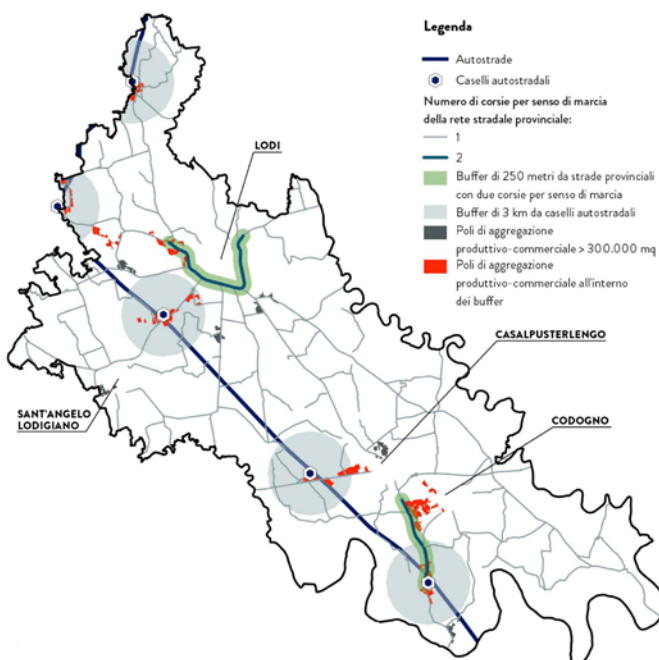 Legenda
Autostrade
Caselli autostradali
Numero di corsie per senso di marcia
della rete stradale provinciale:
1
2
Buffer di 250 metri da strade provinciali
con due corsie per senso di marcia
Buffer di 3 km da caselli autostradali
Poli di aggregazione
produttivo-commerciale > 300.000 mq
Poli di aggregazione
produttivo-commerciale all'interno
dei buffer
LODI
CASALPUSTERLENGO
SANT'ANGELO
LODIGIANO
CODOGNO